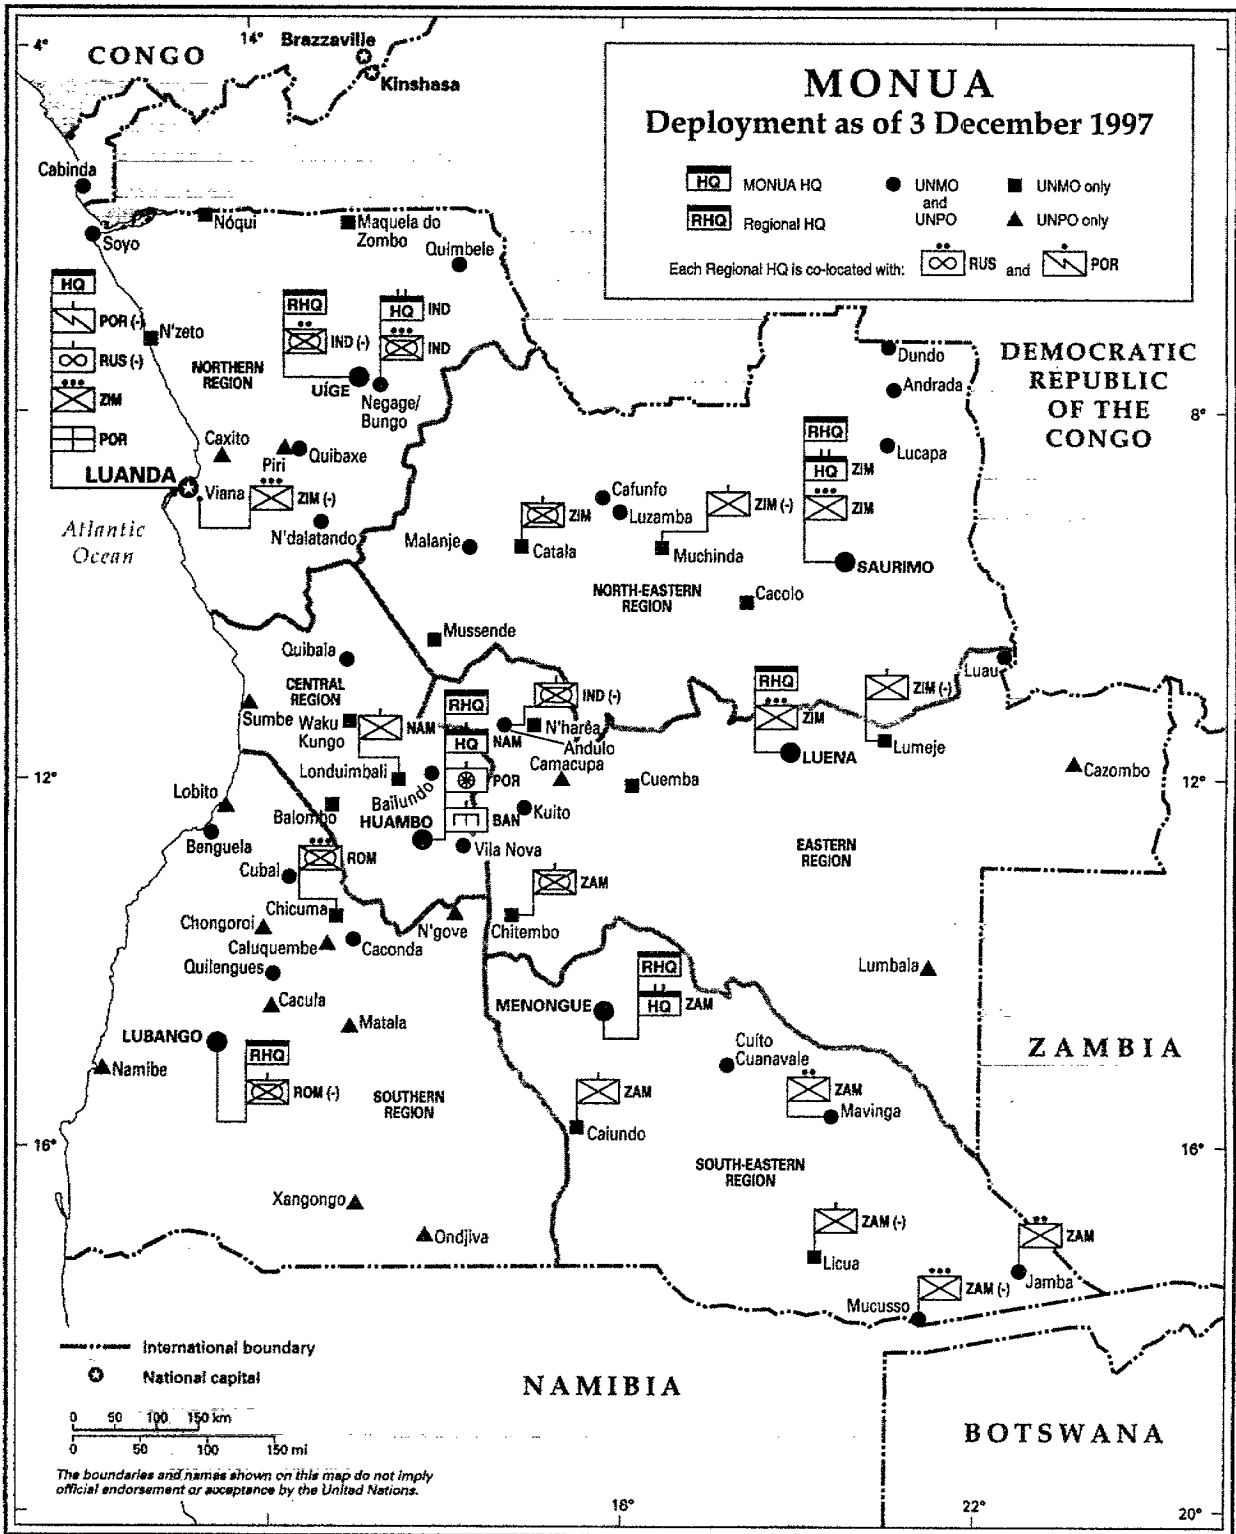 MONUA
Deployment as of 3 December 1997
HQ MONUA HQ
RHQ Regional HQ
UNMO and UNPO
UNMO only
UNPO only
Each Regional HQ is co-located with: RUS and POR
4°
14°
CONGO
Brazzaville
Kinshasa
Cabinda
Soyo
Nóqui
Maquela do
Zombo
Quimbele
HQ
POR (-)
RUS (-)
ZIM
POR
N'zeto
NORTHERN
REGION
RHQ
IND (-)
HQ IND
IND
UÍGE
Negage/
Bungo
Caxito
Piri
Quibaxe
LUANDA
Viana
ZIM (-)
N'dalatando
Atlantic
Ocean
Dundo
Andrada
DEMOCRATIC
REPUBLIC
OF THE
CONGO
8°
Lucapa
RHQ
HQ ZIM
ZIM
SAURIMO
Cafunfo
Luzamba
ZIM
Catala
Malanje
ZIM (-)
Muchinda
NORTH-EASTERN
REGION
Cacolo
Mussende
Quibala
CENTRAL
REGION
Sumbe
Waku
Kungo
NAM
Londuimbali
RHQ
HQ NAM
POR
BAN
IND (-)
N'harêa
Andulo
Camacupa
Cuemba
Bailundo
HUAMBO
Kuito
Vila Nova
RHQ
ZIM
LUENA
ZIM (-)
Lumeje
Luau
Cazombo
12°
12°
Lobito
Benguela
Balombo
ROM
Cubal
Chicuma
Chongoroi
Caluquembe
Caconda
Quilengues
N'gove
ZAM
Chitembo
EASTERN
REGION
Cacula
Matala
LUBANGO
Namibe
RHQ
ROM (-)
SOUTHERN
REGION
MENONGUE
RHQ
HQ ZAM
Lumbala
Cuíto
Cuanavale
ZAM
Mavinga
ZAM
Caiundo
ZAMBIA
16°
16°
SOUTH-EASTERN
REGION
Xangongo
Ondjiva
ZAM (-)
Licua
ZAM
Jamba
ZAM (-)
Mucusso
International boundary
National capital
0 50 100 150 km
0 50 100 150 mi
The boundaries and names shown on this map do not imply
official endorsement or acceptance by the United Nations.
NAMIBIA
BOTSWANA
18°
22°
20°